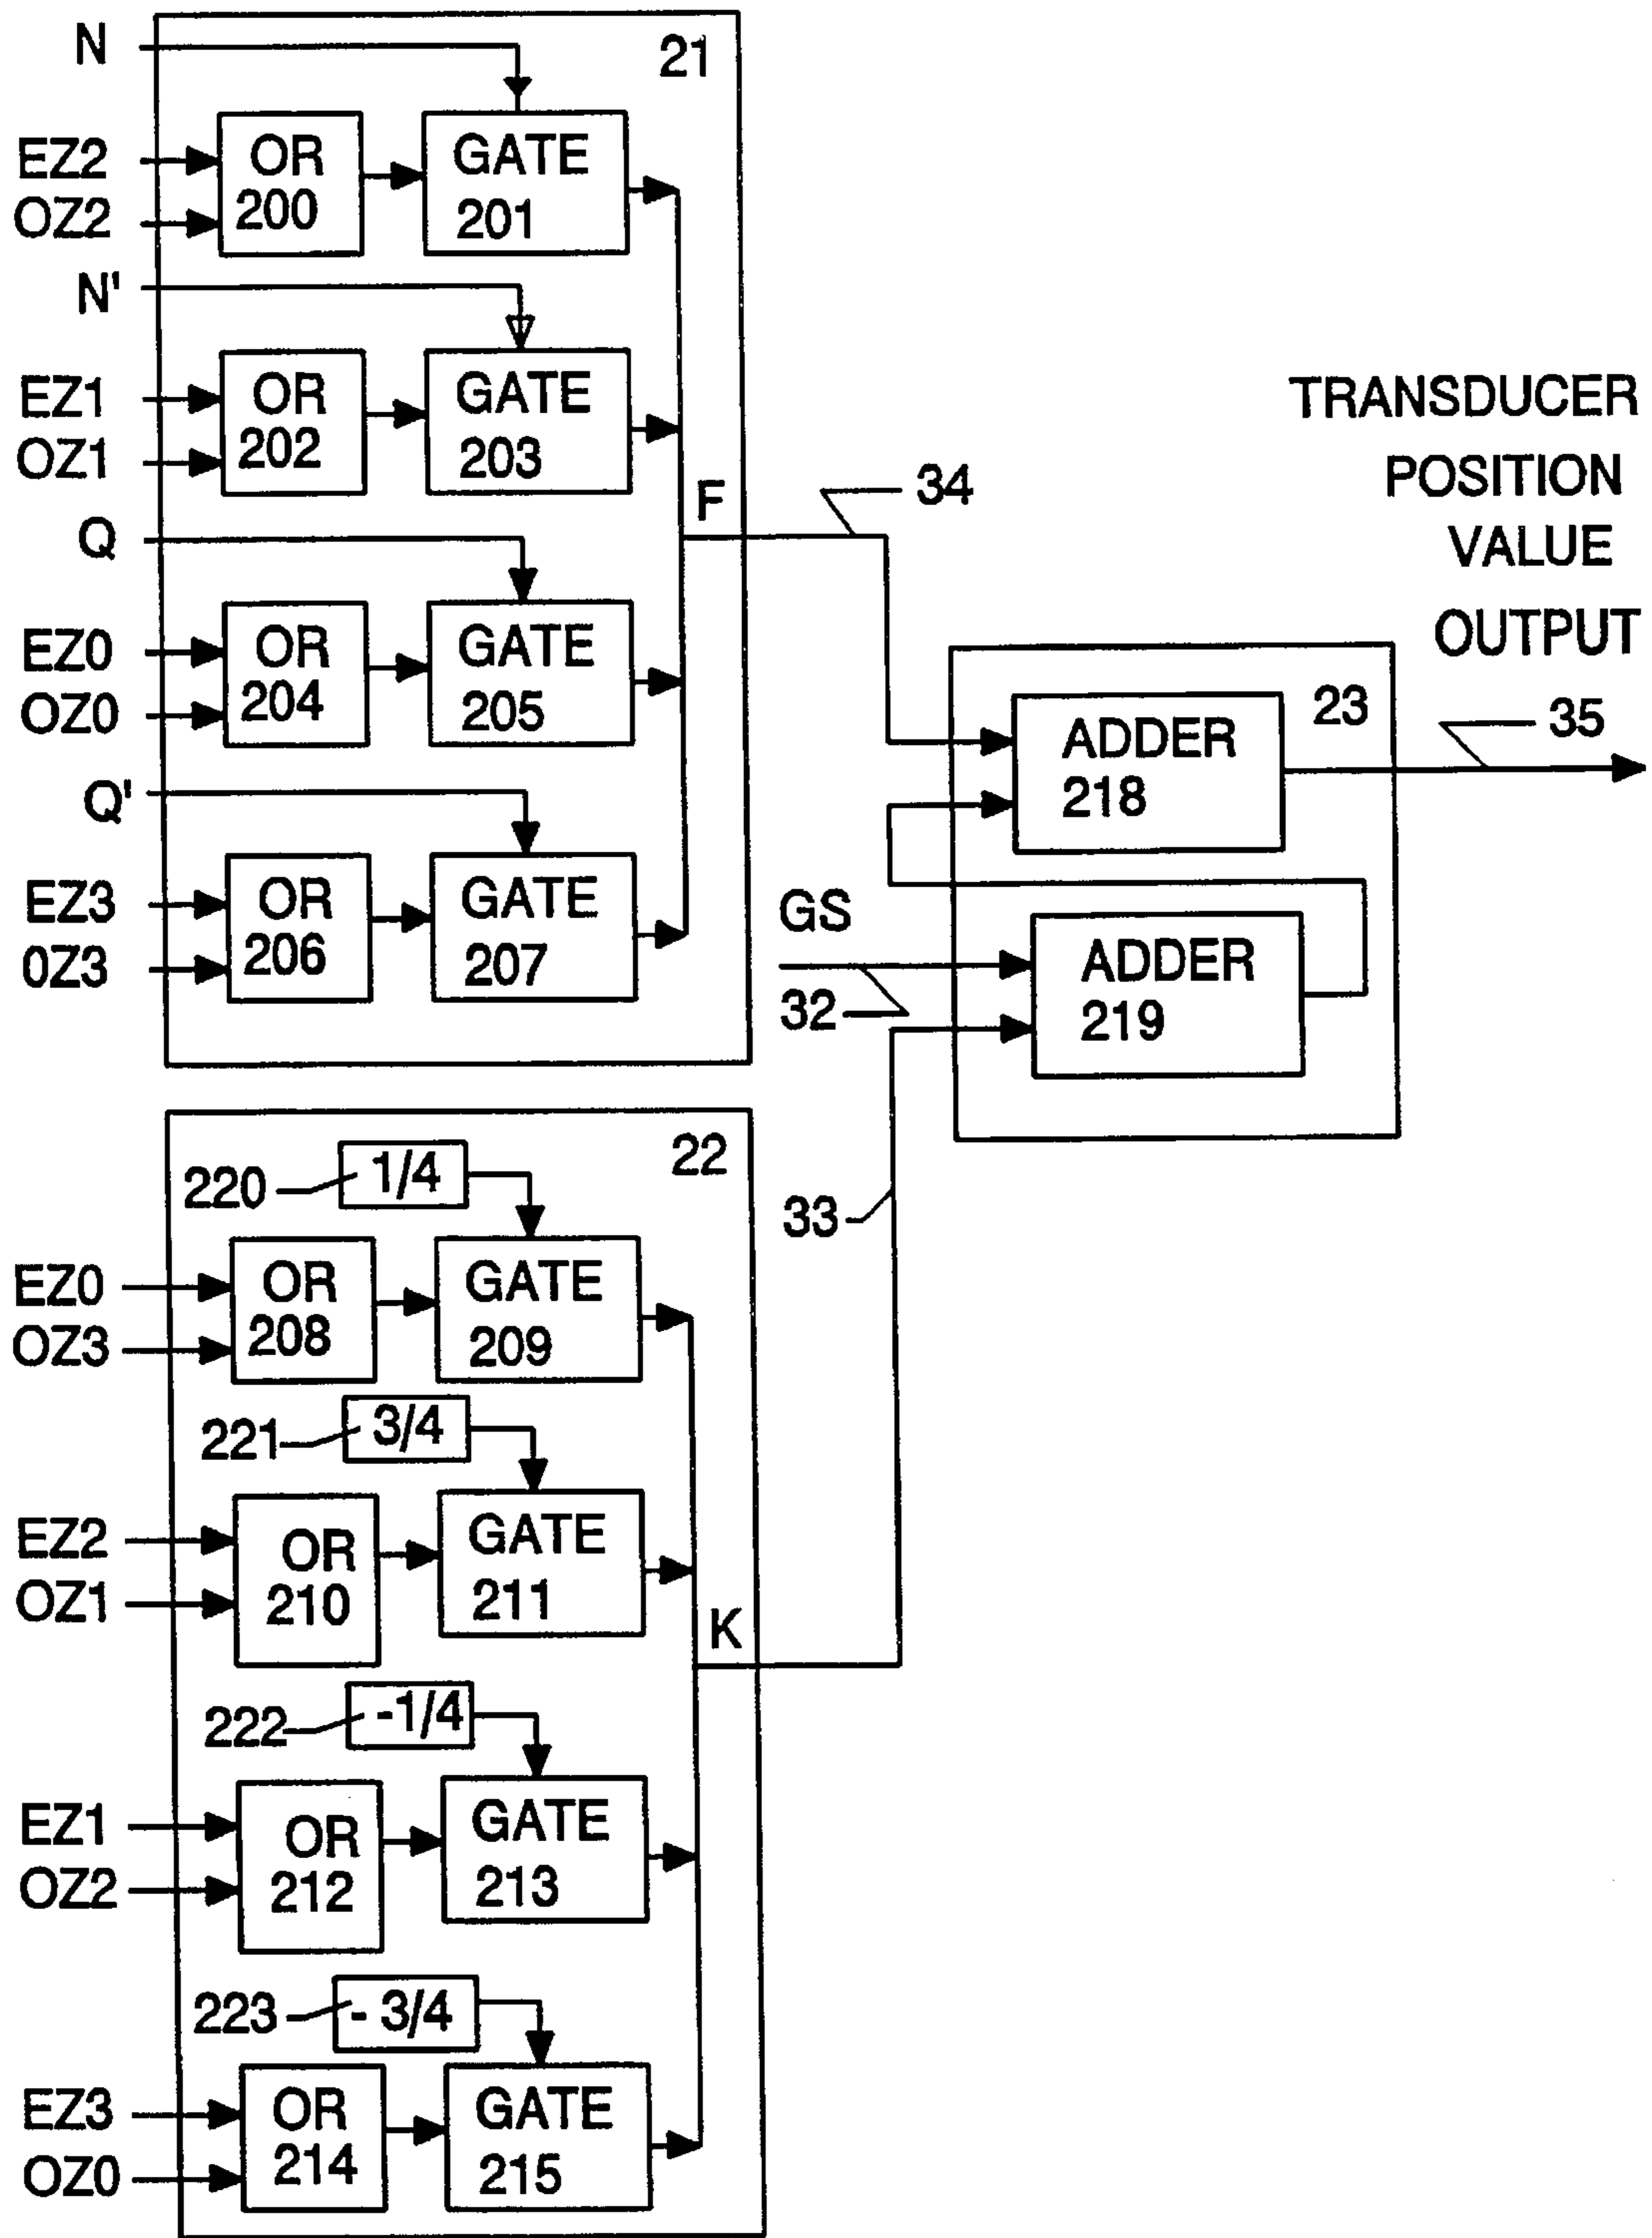 N
21
EZ2
OZ2
OR
200
GATE
201
N'
EZ1
OZ1
OR
202
GATE
203
Q
EZ0
OZ0
OR
204
GATE
205
Q'
EZ3
0Z3
OR
206
GATE
207
F
34
TRANSDUCER
POSITION
VALUE
OUTPUT
23
ADDER
218
35
GS
32
ADDER
219
33
22
220
1/4
EZ0
OZ3
OR
208
GATE
209
221
3/4
EZ2
OZ1
OR
210
GATE
211
K
222
-1/4
EZ1
OZ2
OR
212
GATE
213
223
- 3/4
EZ3
OZ0
OR
214
GATE
215